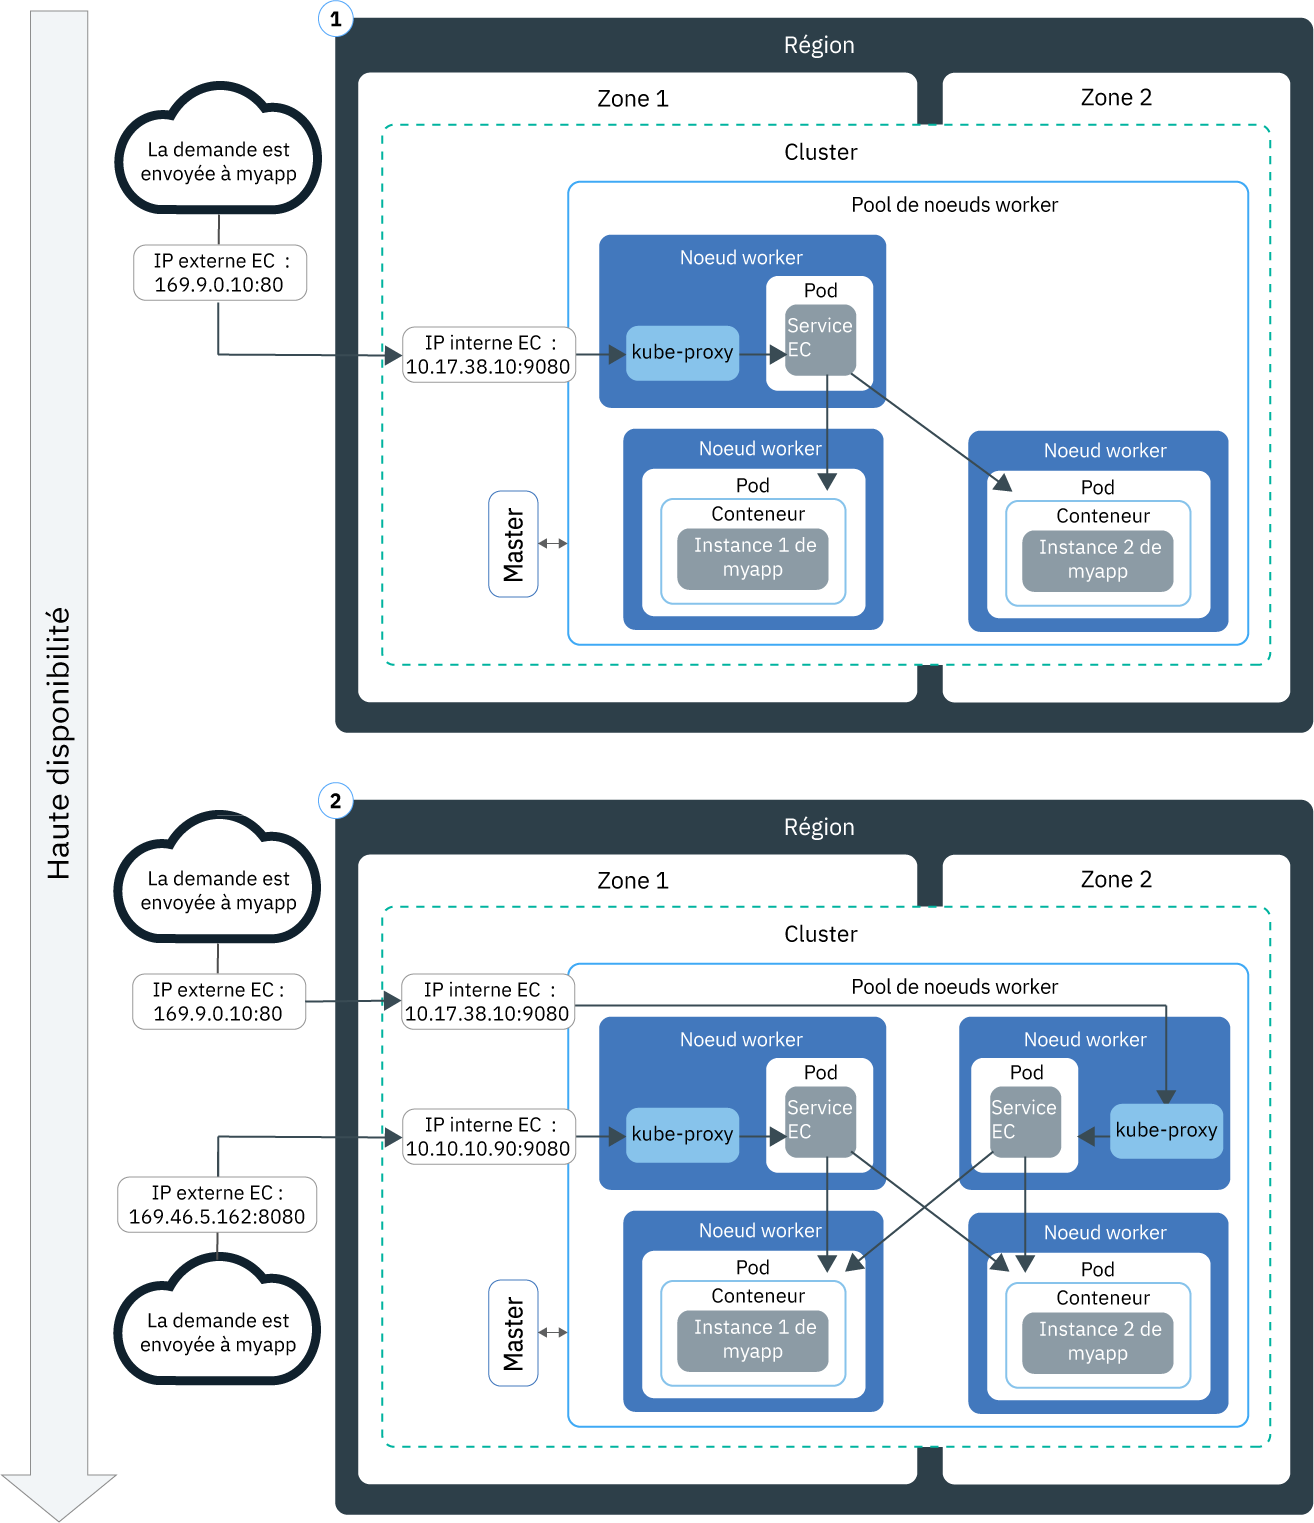 Haute disponibilité
1
Région
Zone 1
Zone 2
Cluster
Pool de noeuds worker
La demande est
envoyée à myapp
IP externe EC :
169.9.0.10:80
IP interne EC :
10.17.38.10:9080
Noeud worker
kube-proxy
Pod
Service
EC
Master
Noeud worker
Pod
Conteneur
Instance 1 de
myapp
Noeud worker
Pod
Conteneur
Instance 2 de
myapp
2
Région
Zone 1
Zone 2
Cluster
Pool de noeuds worker
La demande est
envoyée à myapp
IP externe EC :
169.9.0.10:80
IP interne EC :
10.17.38.10:9080
IP interne EC :
10.10.10.90:9080
IP externe EC :
169.46.5.162:8080
La demande est
envoyée à myapp
Noeud worker
kube-proxy
Pod
Service
EC
Noeud worker
Pod
Service
EC
kube-proxy
Master
Noeud worker
Pod
Conteneur
Instance 1 de
myapp
Noeud worker
Pod
Conteneur
Instance 2 de
myapp